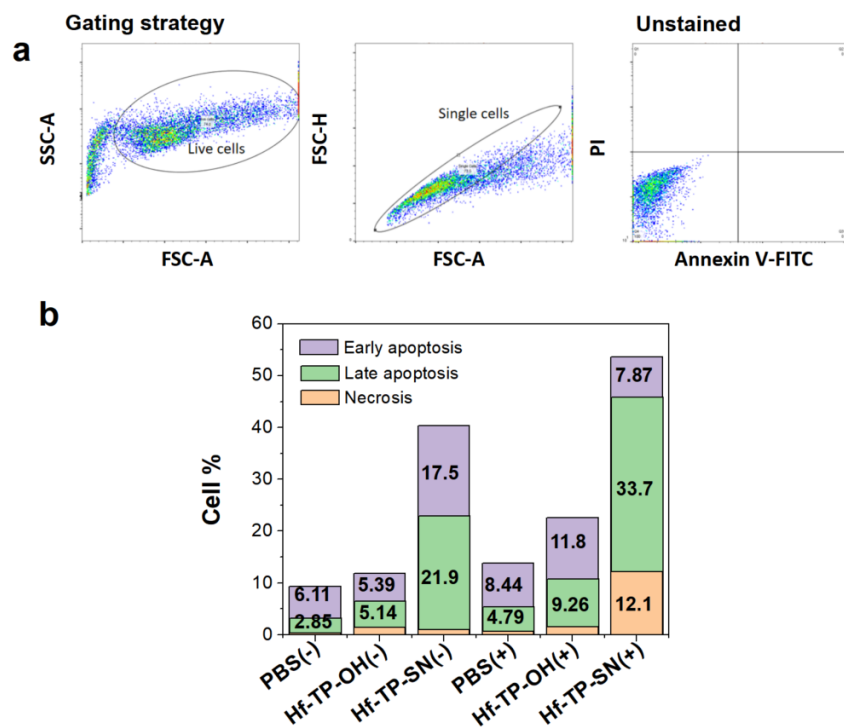 Gating strategy
Unstained
a
SSC-A
Live cells
FSC-A
FSC-H
Single cells
FSC-A
PI
Annexin V-FITC
b
Cell %
60
50
40
30
20
10
0
Early apoptosis
Late apoptosis
Necrosis
6.11
2.85
5.39
5.14
17.5
21.9
8.44
4.79
11.8
9.26
7.87
33.7
12.1
PBS(-)
Hf-TP-OH(-)
Hf-TP-SN(-)
PBS(+)
Hf-TP-OH(+)
Hf-TP-SN(+)